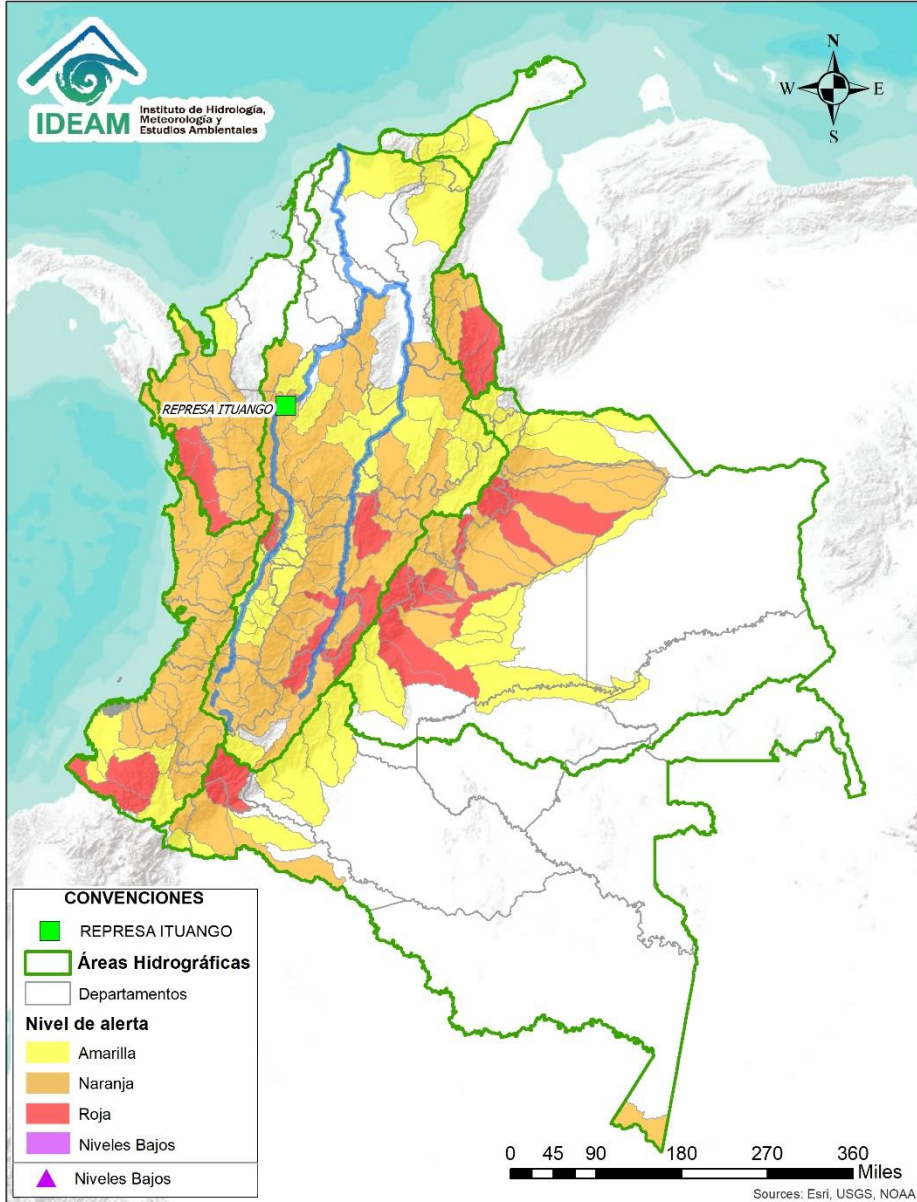 IDEAM
Instituto de Hidrología,
Meteorología y
Estudios Ambientales
N
W
E
S
REPRESA ITUANGO
CONVENCIONES
REPRESA ITUANGO
Áreas Hidrográficas
Departamentos
Nivel de alerta
Amarilla
Naranja
Roja
Niveles Bajos
Niveles Bajos
0 45 90 180 270 360
Miles
Sources: Esri, USGS, NOAA